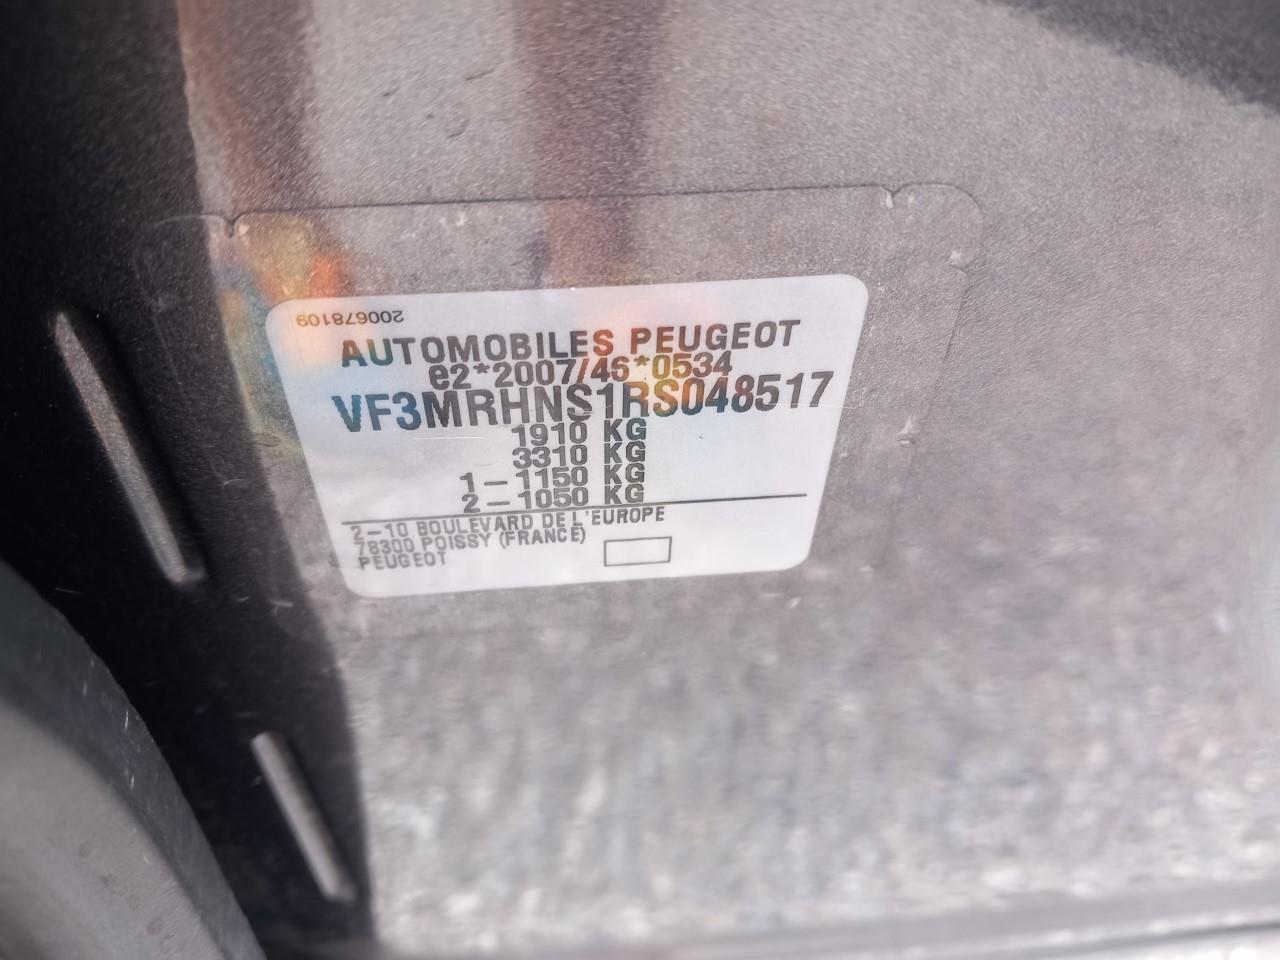 200678109
AUTOMOBILES PEUGEOT
e2*2007/46*0534
VF3MRHNS1RS048517
1910 KG
3310 KG
1-1150 KG
2-1050 KG
2-10 BOULEVARD DE L'EUROPE
78300 POISSY (FRANCE)
PEUGEOT